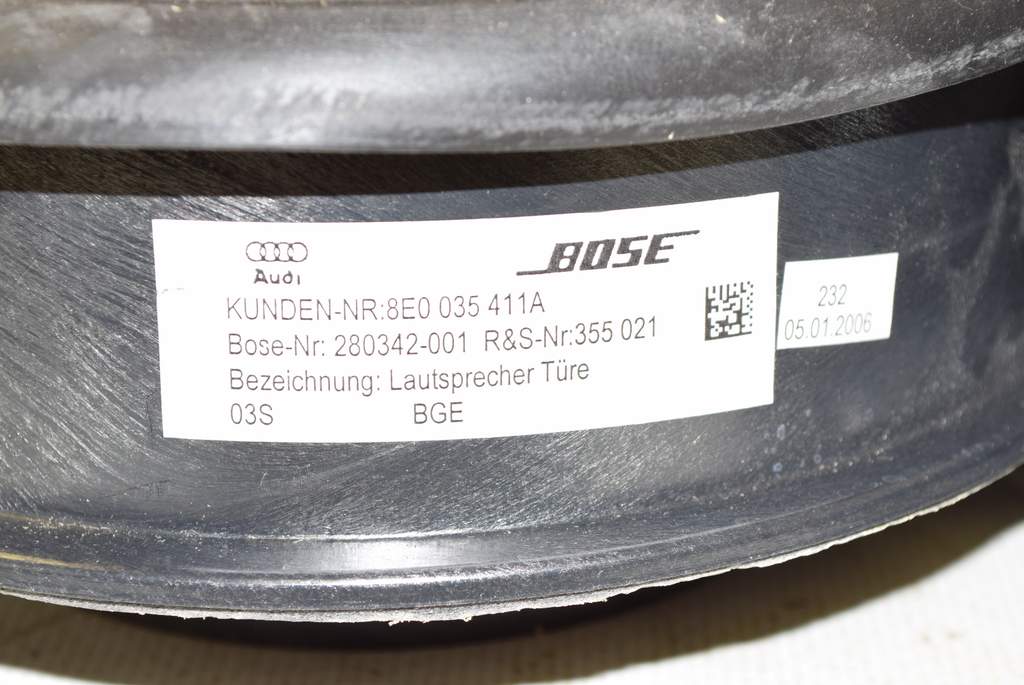 Audi
BOSE
KUNDEN-NR:8E0 035 411A
Bose-Nr: 280342-001 R&S-Nr:355 021
Bezeichnung: Lautsprecher Türe
03S BGE
232
05.01.2006